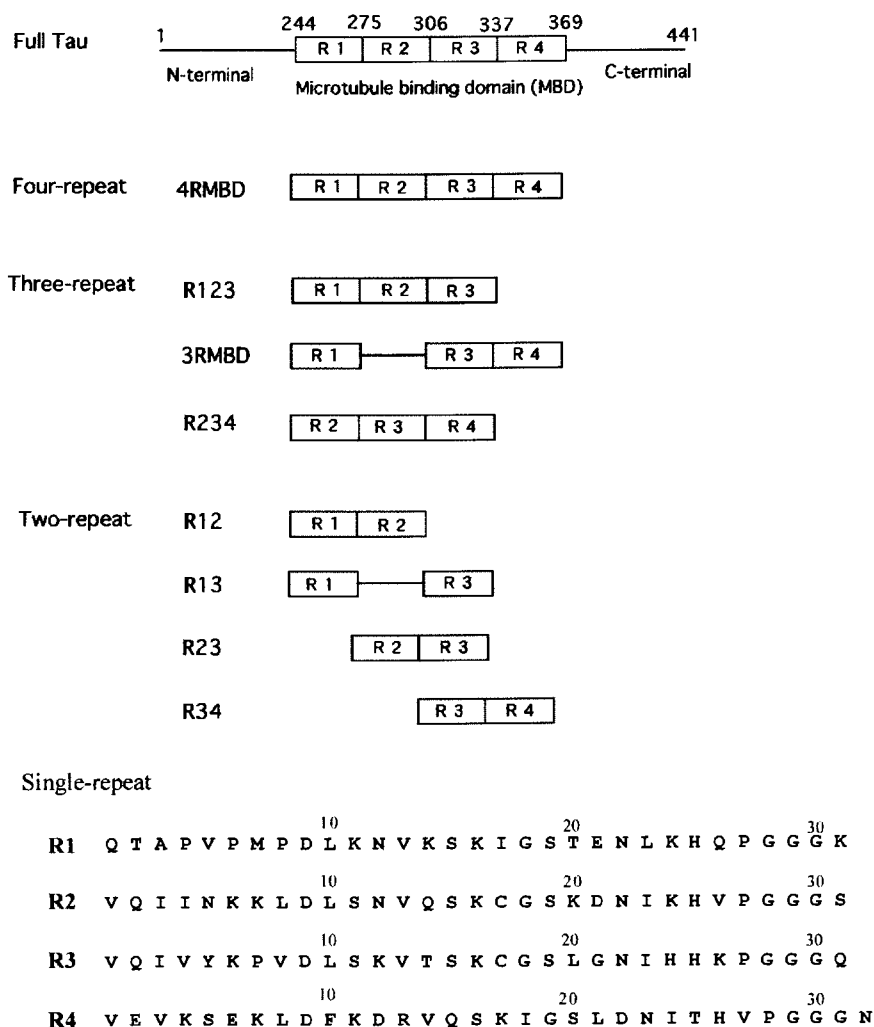 244 275 306 337 369
Full Tau 1 R 1 R 2 R 3 R 4 441
N-terminal Microtubule binding domain (MBD) C-terminal
Four-repeat 4RMBD R 1 R 2 R 3 R 4
Three-repeat R123 R 1 R 2 R 3
3RMBD R 1 R 3 R 4
R234 R 2 R 3 R 4
Two-repeat R12 R 1 R 2
R13 R 1 R 3
R23 R 2 R 3
R34 R 3 R 4
Single-repeat
10 20 30
R1 Q T A P V P M P D L K N V K S K I G S T E N L K H Q P G G G K
10 20 30
R2 V Q I I N K K L D L S N V Q S K C G S K D N I K H V P G G G S
10 20 30
R3 V Q I V Y K P V D L S K V T S K C G S L G N I H H K P G G G Q
10 20 30
R4 V E V K S E K L D F K D R V Q S K I G S L D N I T H V P G G G N